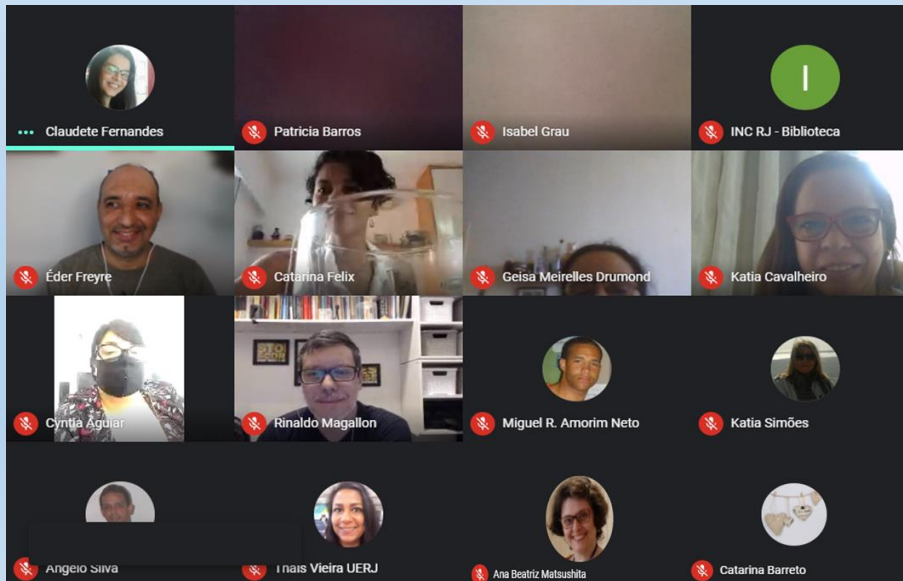 Claudete Fernandes
Patricia Barros
Isabel Grau
I
INC RJ - Biblioteca
Éder Freyre
Catarina Felix
Geisa Meirelles Drumond
Katia Cavalheiro
Cyntia Aguiar
Rinaldo Magallon
Miguel R. Amorim Neto
Katia Simões
Angelo Silva
Thais Vieira UERJ
Ana Beatriz Matsushita
Catarina Barreto